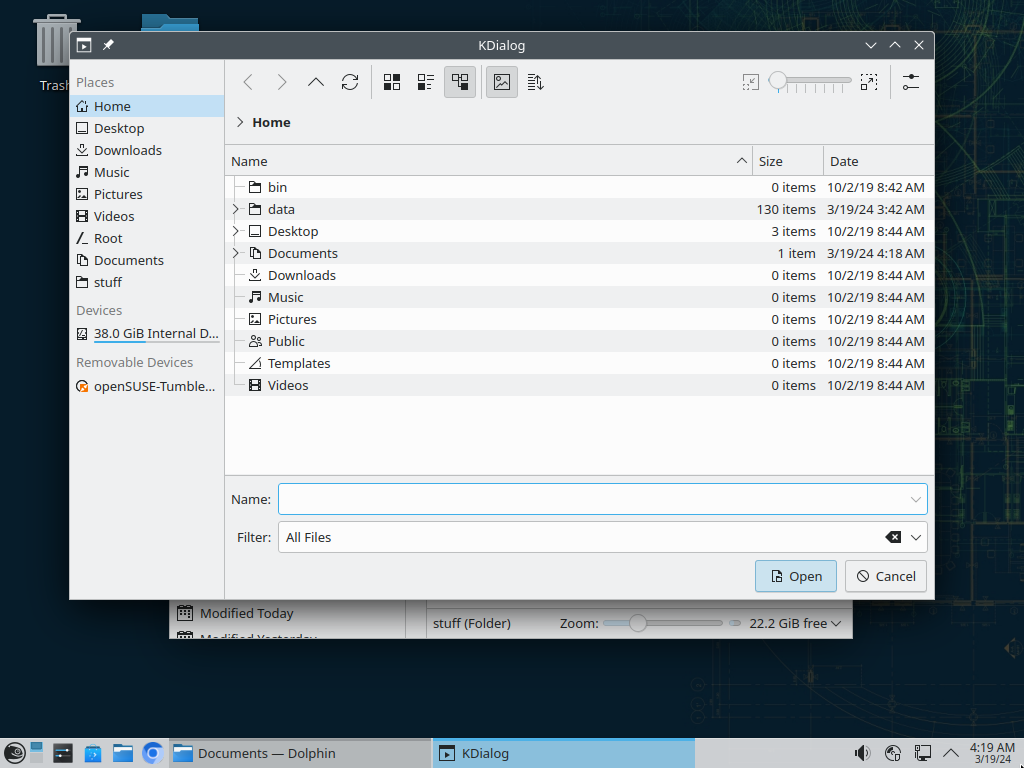 Trash
KDialog
Places
Home
Desktop
Downloads
Music
Pictures
Videos
Root
Documents
stuff
Devices
38.0 GiB Internal D...
Removable Devices
openSUSE-Tumble...
Home
Name Size Date
bin 0 items 10/2/19 8:42 AM
data 130 items 3/19/24 3:42 AM
Desktop 3 items 10/2/19 8:44 AM
Documents 1 item 3/19/24 4:18 AM
Downloads 0 items 10/2/19 8:44 AM
Music 0 items 10/2/19 8:44 AM
Pictures 0 items 10/2/19 8:44 AM
Public 0 items 10/2/19 8:44 AM
Templates 0 items 10/2/19 8:44 AM
Videos 0 items 10/2/19 8:44 AM
Name:
Filter: All Files
Open Cancel
Modified Today
Modified Yesterday
stuff (Folder) Zoom: 22.2 GiB free
Documents — Dolphin
KDialog
4:19 AM
3/19/24